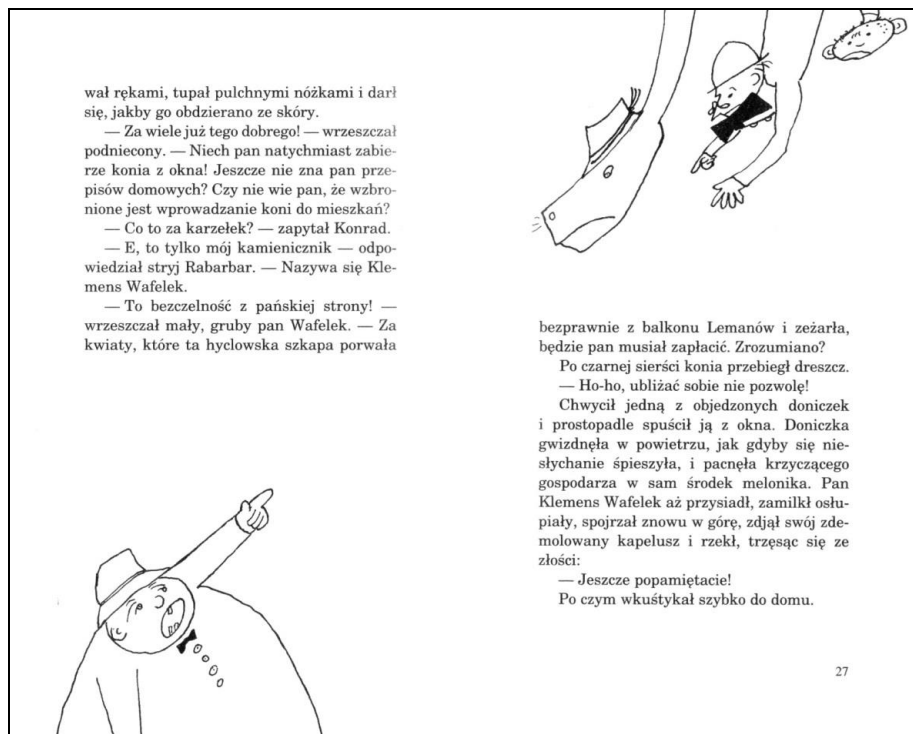 wał rękami, tupał pulchnymi nóżkami i darł
się, jakby go obdzierano ze skóry.
— Za wiele już tego dobrego! — wrzeszczał
podniecony. — Niech pan natychmiast zabie-
rze konia z okna! Jeszcze nie zna pan prze-
pisów domowych? Czy nie wie pan, że wzbro-
nione jest wprowadzanie koni do mieszkań?
— Co to za karzełek? — zapytał Konrad.
— E, to tylko mój kamienicznik — odpo-
wiedział stryj Rabarbar. — Nazywa się Kle-
mens Wafelek.
— To bezczelność z pańskiej strony! —
wrzeszczał mały, gruby pan Wafelek. — Za
kwiaty, które ta hyclowska szkapa porwała
bezprawnie z balkonu Lemanów i zeżarła,
będzie pan musiał zapłacić. Zrozumiano?
Po czarnej sierści konia przebiegł dreszcz.
— Ho-ho, ubliżać sobie nie pozwolę!
Chwycił jedną z objedzonych doniczek
i prostopadle spuścił ją z okna. Doniczka
gwizdnęła w powietrzu, jak gdyby się nie-
słychanie śpieszyła, i pacnęła krzyczącego
gospodarza w sam środek melonika. Pan
Klemens Wafelek aż przysiadł, zamilkł osłu-
piały, spojrzał znowu w górę, zdjął swój zde-
molowany kapelusz i rzekł, trzęsąc się ze
złości:
— Jeszcze popamiętacie!
Po czym wkuśtykał szybko do domu.
27